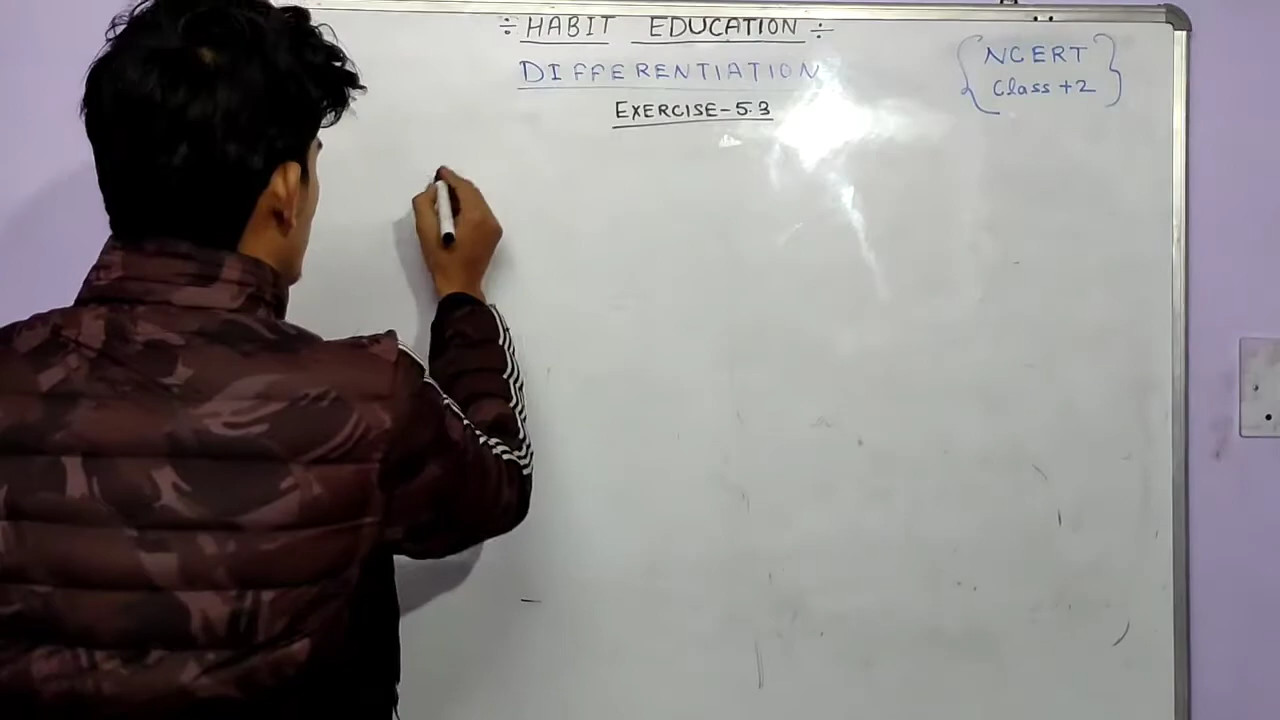 ÷ HABIT EDUCATION ÷
DIFFERENTIATION
EXERCISE-5.3
{NCERT
Class +2}